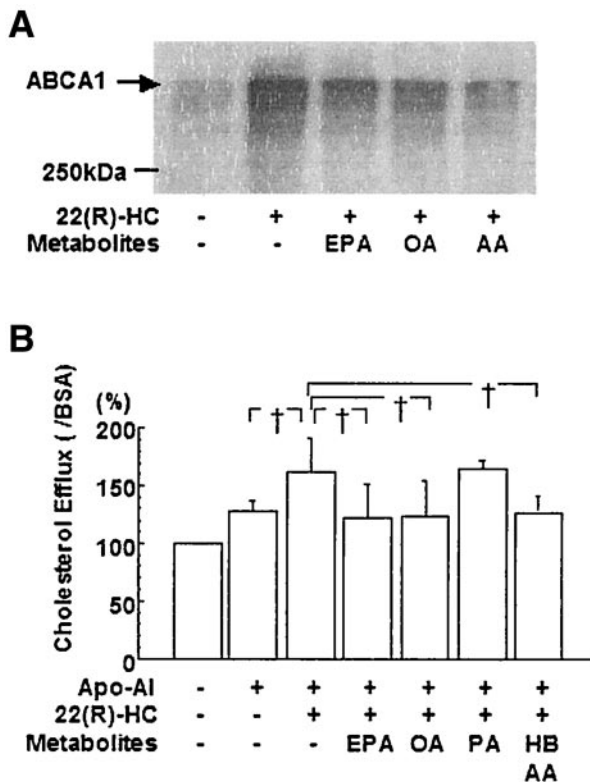 A
ABCA1
250kDa
22(R)-HC - + + + +
Metabolites - - EPA OA AA
B
Cholesterol Efflux ( /BSA)
(%)
† † † †
200
150
100
50
0
Apo-AI - + + + + + +
22(R)-HC - - + + + + +
Metabolites - - - EPA OA PA HB
AA